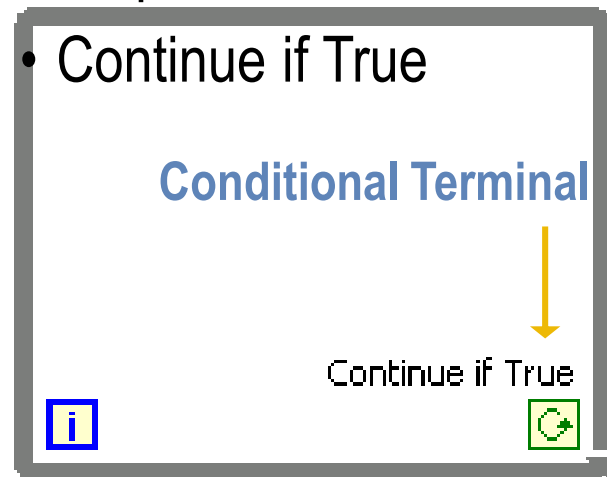 • Continue if True
Conditional Terminal
Continue if True
i